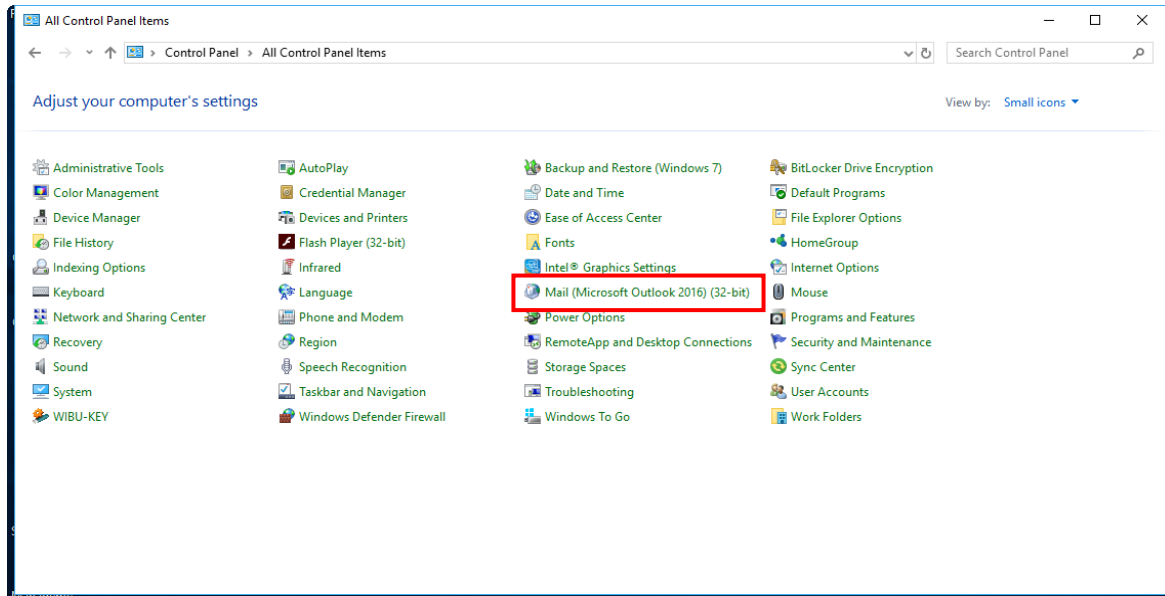 All Control Panel Items
Control Panel > All Control Panel Items
Search Control Panel
Adjust your computer's settings
View by: Small icons
Administrative Tools AutoPlay Backup and Restore (Windows 7) BitLocker Drive Encryption
Color Management Credential Manager Date and Time Default Programs
Device Manager Devices and Printers Ease of Access Center File Explorer Options
File History Flash Player (32-bit) Fonts HomeGroup
Indexing Options Infrared Intel® Graphics Settings Internet Options
Keyboard Language Mail (Microsoft Outlook 2016) (32-bit) Mouse
Network and Sharing Center Phone and Modem Power Options Programs and Features
Recovery Region RemoteApp and Desktop Connections Security and Maintenance
Sound Speech Recognition Storage Spaces Sync Center
System Taskbar and Navigation Troubleshooting User Accounts
WIBU-KEY Windows Defender Firewall Windows To Go Work Folders